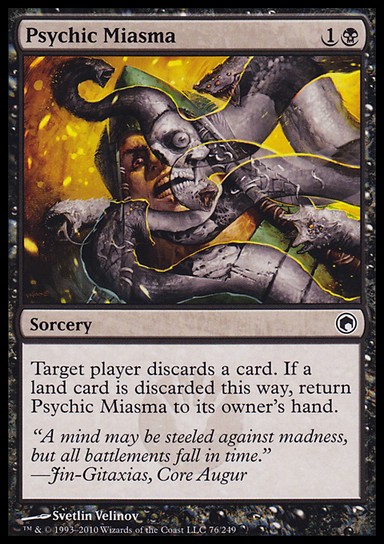 Psychic Miasma 1
Sorcery
Target player discards a card. If a
land card is discarded this way, return
Psychic Miasma to its owner's hand.
“A mind may be steeled against madness,
but all battlements fall in time.”
—Jin-Gitaxias, Core Augur
Svetlin Velinov
™ & © 1993–2010 Wizards of the Coast LLC 76/249